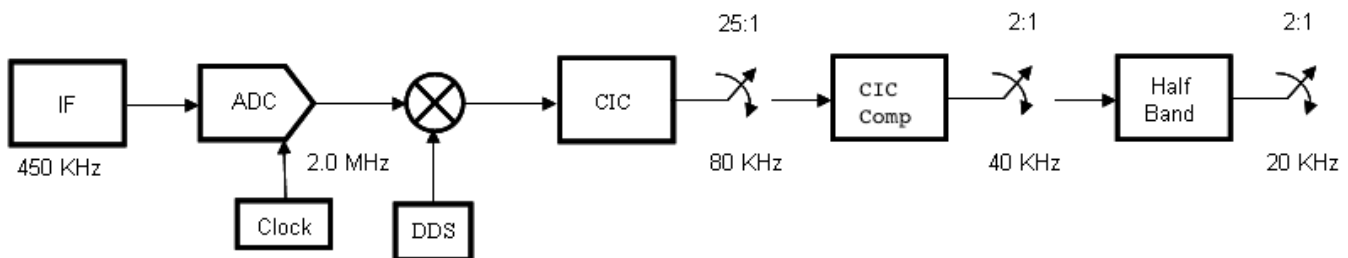 25:1
2:1
2:1
IF
ADC
CIC
CIC
Comp
Half
Band
450 KHz
2.0 MHz
80 KHz
40 KHz
20 KHz
Clock
DDS